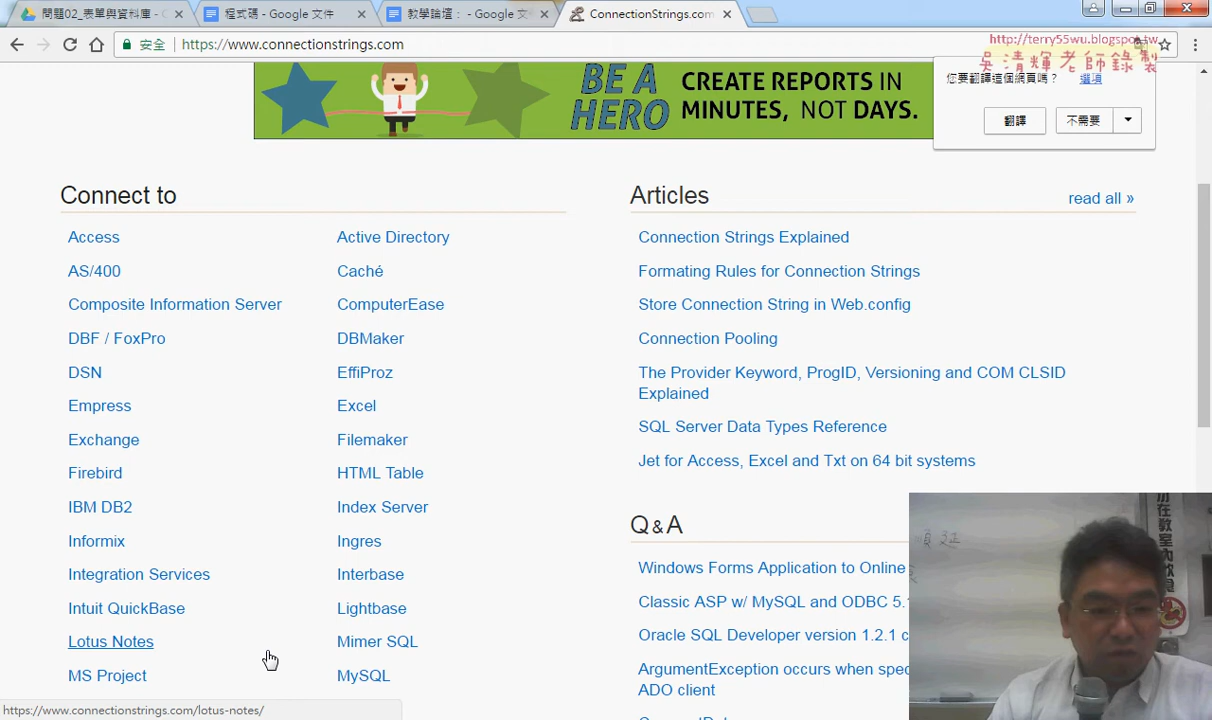 問題02_表單與資料庫 - G
程式碼 - Google 文件
教學論壇： - Google 文
ConnectionStrings.com
安全
https://www.connectionstrings.com
http://terry55wu.blogspot.tw
吳清輝老師錄製
您要翻譯這個網頁嗎？ 選項
翻譯
不需要
BE A HERO
CREATE REPORTS IN
MINUTES, NOT DAYS.
Connect to
Access
Active Directory
AS/400
Caché
Composite Information Server
ComputerEase
DBF / FoxPro
DBMaker
DSN
EffiProz
Empress
Excel
Exchange
Filemaker
Firebird
HTML Table
IBM DB2
Index Server
Informix
Ingres
Integration Services
Interbase
Intuit QuickBase
Lightbase
Lotus Notes
Mimer SQL
MS Project
MySQL
Articles
read all »
Connection Strings Explained
Formating Rules for Connection Strings
Store Connection String in Web.config
Connection Pooling
The Provider Keyword, ProgID, Versioning and COM CLSID
Explained
SQL Server Data Types Reference
Jet for Access, Excel and Txt on 64 bit systems
Q & A
Windows Forms Application to Online
Classic ASP w/ MySQL and ODBC 5.
Oracle SQL Developer version 1.2.1 c
ArgumentException occurs when spec
ADO client
https://www.connectionstrings.com/lotus-notes/